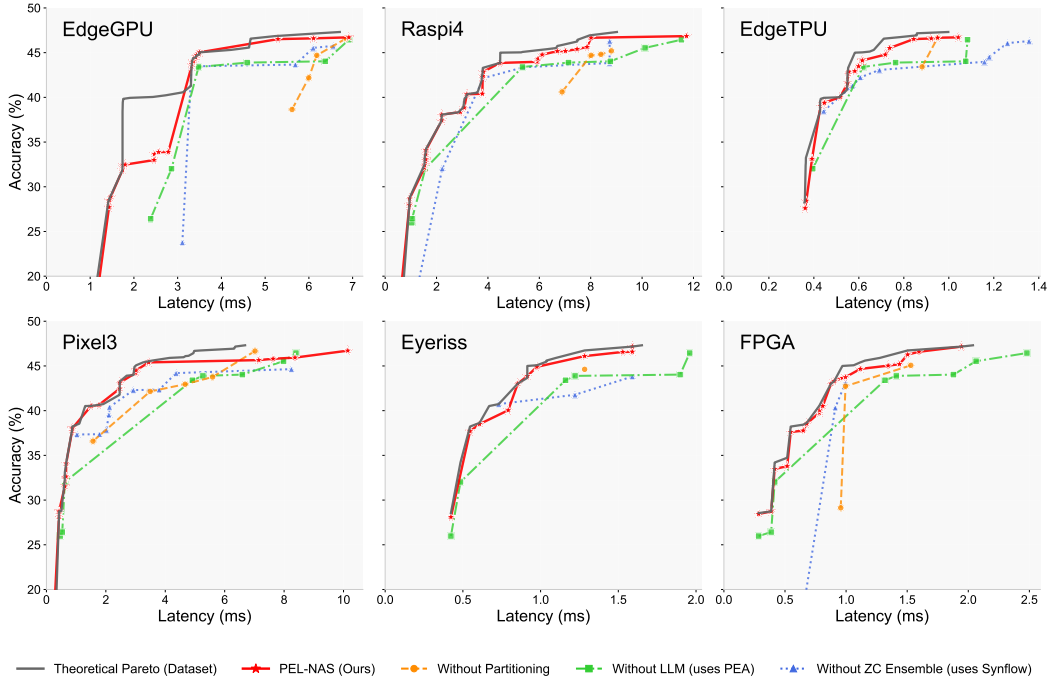 EdgeGPU
Raspi4
EdgeTPU
Accuracy (%)
50
45
40
35
30
25
20
0 1 2 3 4 5 6 7
0 2 4 6 8 10 12
0.0 0.2 0.4 0.6 0.8 1.0 1.2 1.4
Latency (ms)
Latency (ms)
Latency (ms)
Pixel3
Eyeriss
FPGA
Accuracy (%)
50
45
40
35
30
25
20
0 2 4 6 8 10
0.0 0.5 1.0 1.5 2.0
0.0 0.5 1.0 1.5 2.0 2.5
Latency (ms)
Latency (ms)
Latency (ms)
Theoretical Pareto (Dataset)
PEL-NAS (Ours)
Without Partitioning
Without LLM (uses PEA)
Without ZC Ensemble (uses Synflow)